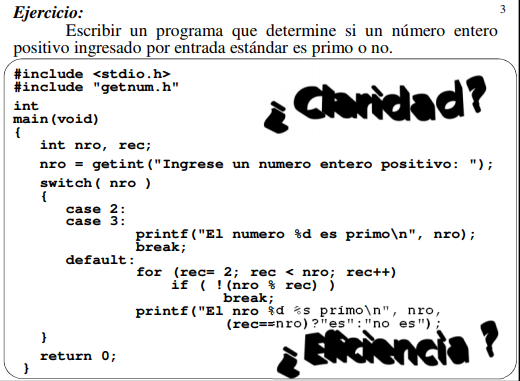 Ejercicio:
3
Escribir un programa que determine si un número entero
positivo ingresado por entrada estándar es primo o no.
#include <stdio.h>
#include "getnum.h"
¿Claridad?
int
main(void)
{
int nro, rec;
nro = getint("Ingrese un numero entero positivo: ");
switch( nro )
{
case 2:
case 3:
printf("El numero %d es primo\n", nro);
break;
default:
for (rec= 2; rec < nro; rec++)
if ( !(nro % rec) )
break;
printf("El nro %d %s primo\n", nro,
(rec==nro)?"es":"no es");
}
¿Eficiencia?
return 0;
}